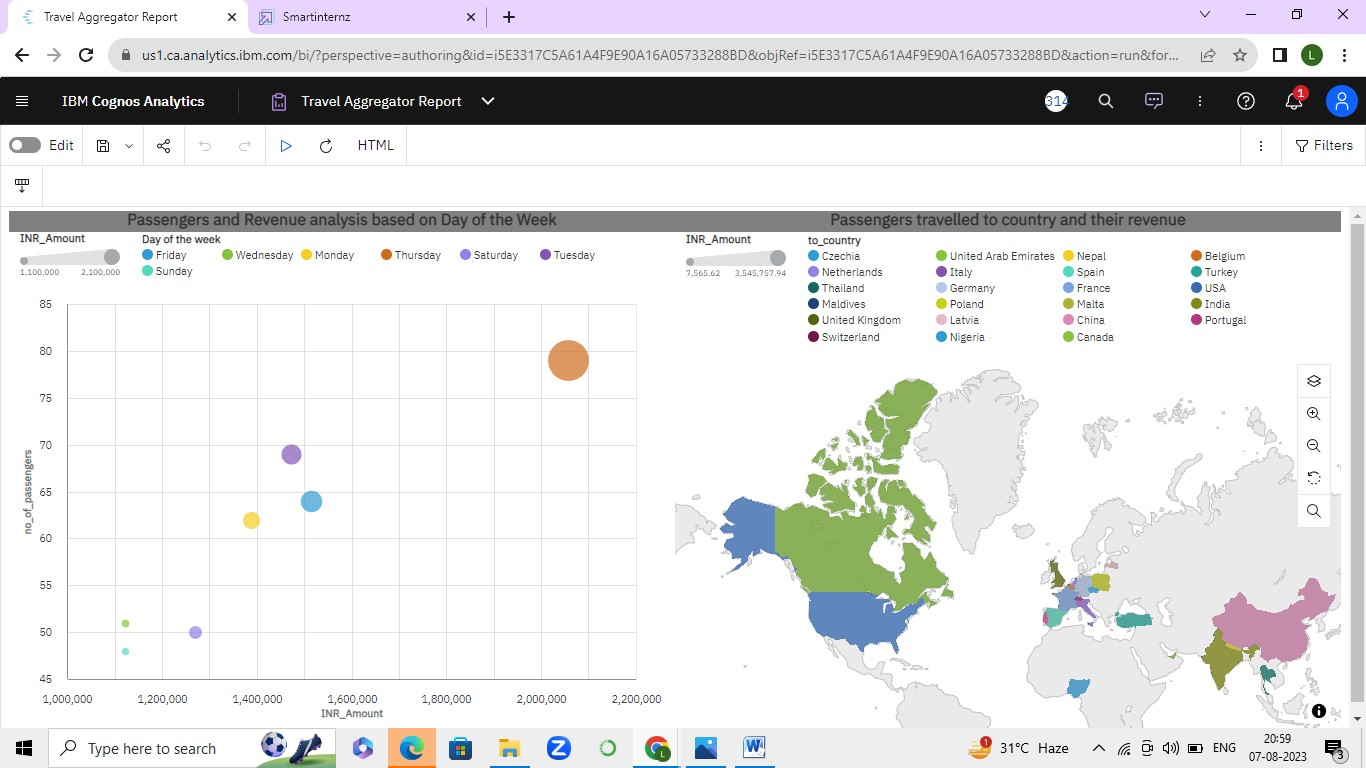 Travel Aggregator Report
Smartinternz
us1.ca.analytics.ibm.com/bi/?perspective=authoring&id=i5E3317C5A61A4F9E90A16A05733288BD&objRef=i5E3317C5A61A4F9E90A16A05733288BD&action=run&for...
L
IBM Cognos Analytics
Travel Aggregator Report
314
1
Edit
HTML
Filters
Passengers and Revenue analysis based on Day of the Week
INR_Amount
1,100,000 2,100,000
Day of the week
Friday Wednesday Monday Thursday Saturday Tuesday
Sunday
85
80
75
70
65
60
55
50
45
no_of_passengers
1,000,000 1,200,000 1,400,000 1,600,000 1,800,000 2,000,000 2,200,000
INR_Amount
Passengers travelled to country and their revenue
INR_Amount
7,565.62 3,545,757.94
to_country
Czechia United Arab Emirates Nepal Belgium
Netherlands Italy Spain Turkey
Thailand Germany France USA
Maldives Poland Malta India
United Kingdom Latvia China Portugal
Switzerland Nigeria Canada
Type here to search
1
31°C Haze
ENG
20:59
07-08-2023
3